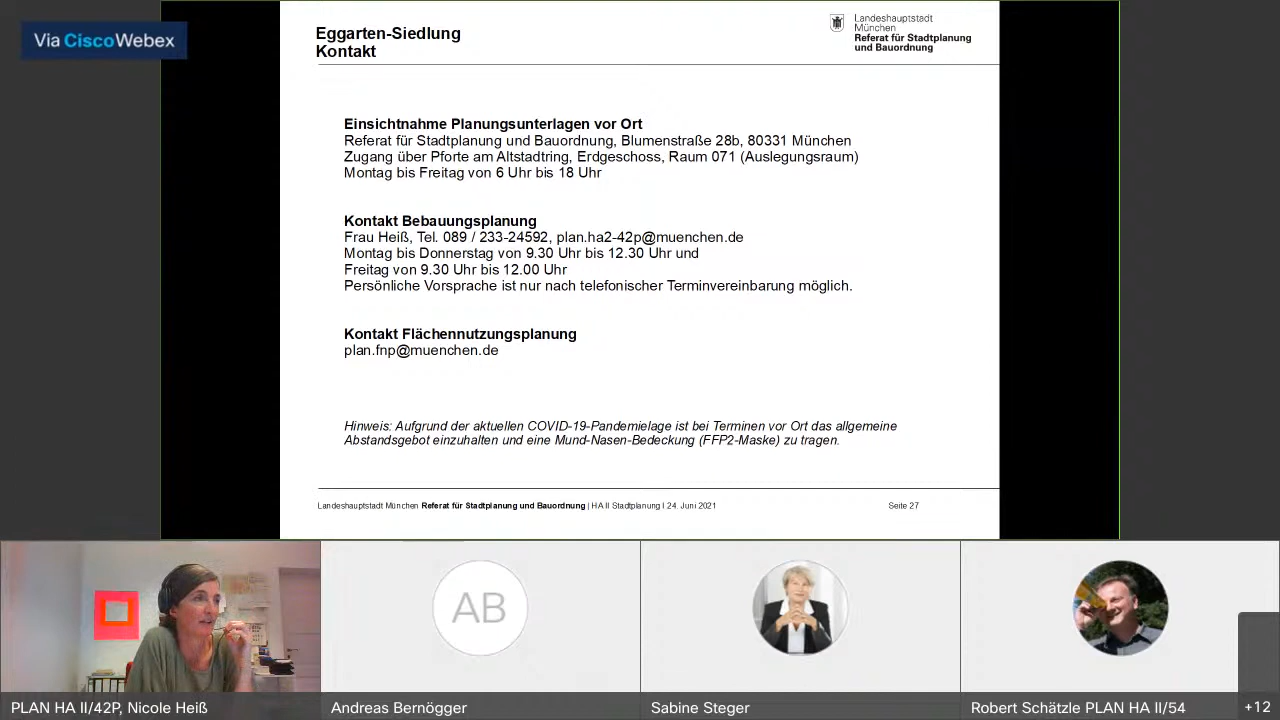 Via CiscoWebex
Eggarten-Siedlung
Kontakt
Landeshauptstadt
München
Referat für Stadtplanung
und Bauordnung
Einsichtnahme Planungsunterlagen vor Ort
Referat für Stadtplanung und Bauordnung, Blumenstraße 28b, 80331 München
Zugang über Pforte am Altstadtring, Erdgeschoss, Raum 071 (Auslegungsraum)
Montag bis Freitag von 6 Uhr bis 18 Uhr
Kontakt Bebauungsplanung
Frau Heiß, Tel. 089 / 233-24592, plan.ha2-42p@muenchen.de
Montag bis Donnerstag von 9.30 Uhr bis 12.30 Uhr und
Freitag von 9.30 Uhr bis 12.00 Uhr
Persönliche Vorsprache ist nur nach telefonischer Terminvereinbarung möglich.
Kontakt Flächennutzungsplanung
plan.fnp@muenchen.de
Hinweis: Aufgrund der aktuellen COVID-19-Pandemielage ist bei Terminen vor Ort das allgemeine
Abstandsgebot einzuhalten und eine Mund-Nasen-Bedeckung (FFP2-Maske) zu tragen.
Landeshauptstadt München Referat für Stadtplanung und Bauordnung | HA II Stadtplanung I 24. Juni 2021
Seite 27
AB
PLAN HA II/42P, Nicole Heiß
Andreas Bernögger
Sabine Steger
Robert Schätzle PLAN HA II/54
+12